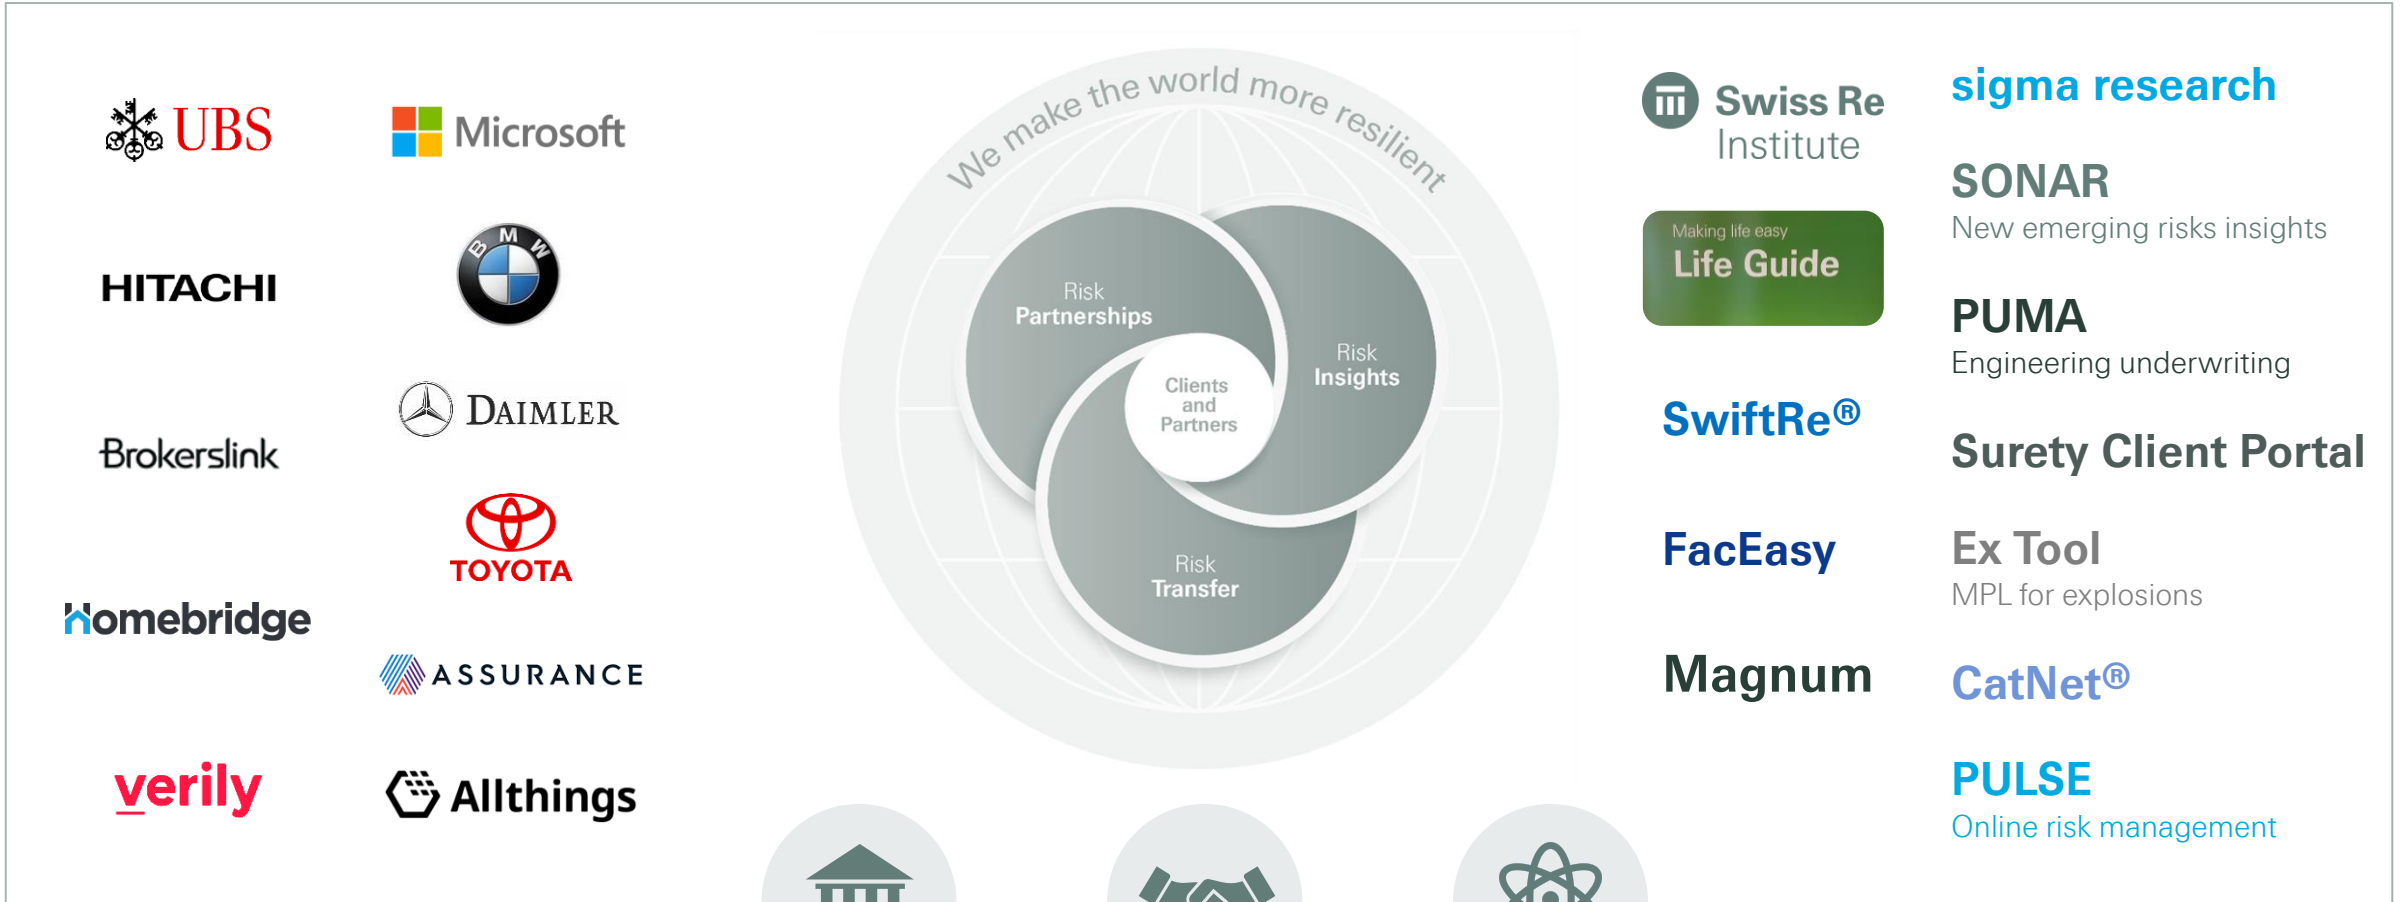 UBS
Microsoft
HITACHI
BMW
DAIMLER
Brokerslink
TOYOTA
Homebridge
ASSURANCE
verily
Allthings
We make the world more resilient
Risk
Partnerships
Risk
Insights
Clients
and
Partners
Risk
Transfer
Swiss Re
Institute
Making life easy
Life Guide
SwiftRe®
FacEasy
Magnum
sigma research
SONAR
New emerging risks insights
PUMA
Engineering underwriting
Surety Client Portal
Ex Tool
MPL for explosions
CatNet®
PULSE
Online risk management